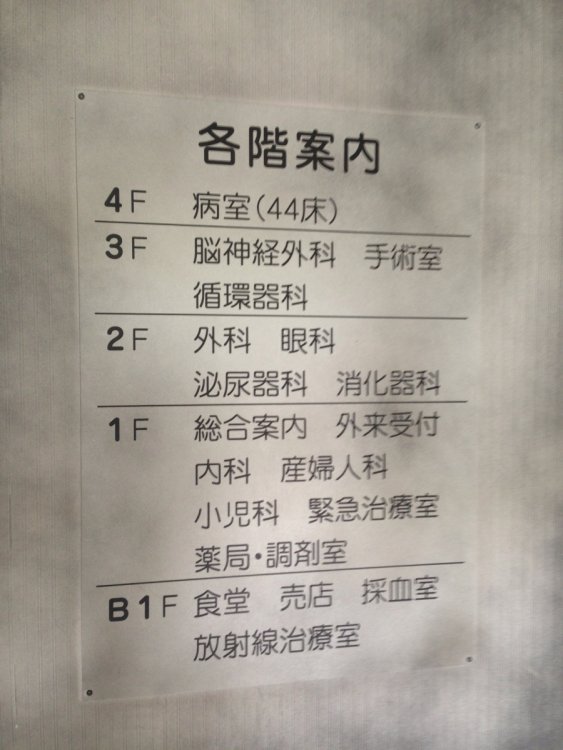 各階案内
4F 病室(44床)
3F 脳神経外科 手術室
循環器科
2F 外科 眼科
泌尿器科 消化器科
1F 総合案内 外来受付
内科 産婦人科
小児科 緊急治療室
薬局・調剤室
B1F 食堂 売店 採血室
放射線治療室